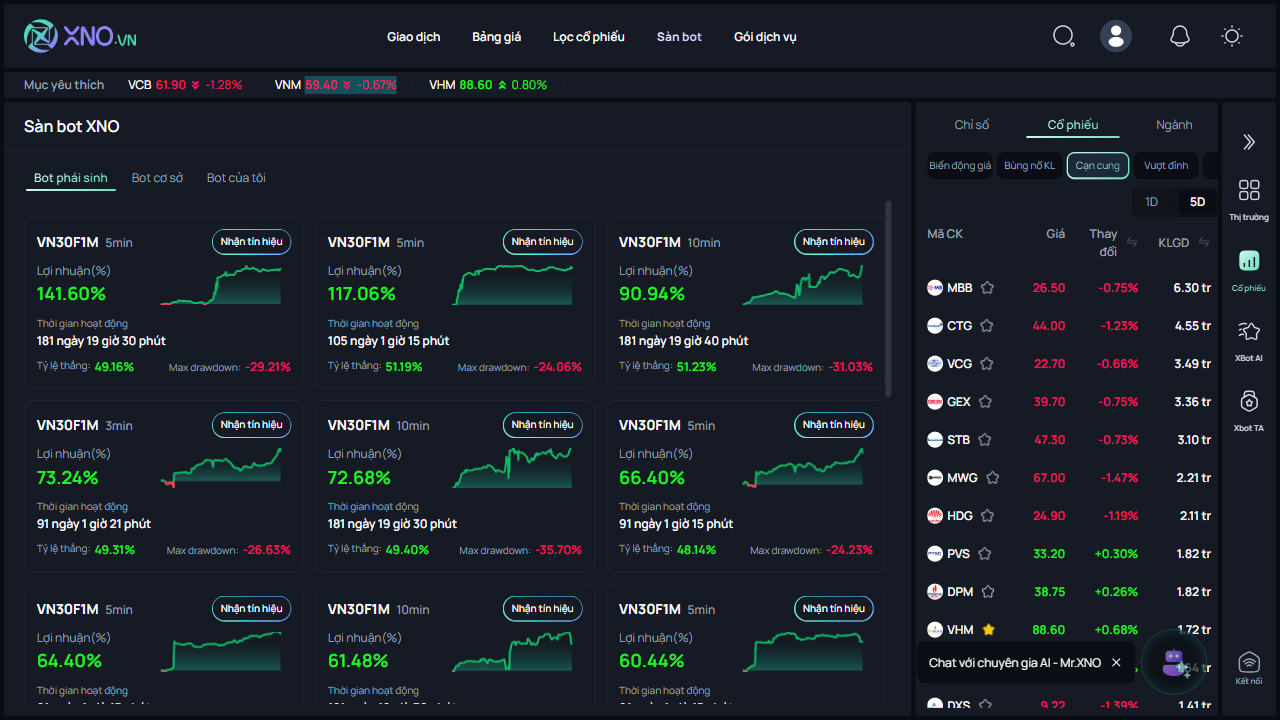 XNO.VN
Giao dịch Bảng giá Lọc cổ phiếu Sàn bot Gói dịch vụ
Mục yêu thích VCB 61.90 -1.28% VNM 59.40 -0.67% VHM 88.60 0.80%
Sàn bot XNO
Bot phái sinh Bot cơ sở Bot của tôi
VN30F1M 5min Nhận tín hiệu
Lợi nhuận(%)
141.60%
Thời gian hoạt động
181 ngày 19 giờ 30 phút
Tỷ lệ thắng: 49.16% Max drawdown: -29.21%
VN30F1M 5min Nhận tín hiệu
Lợi nhuận(%)
117.06%
Thời gian hoạt động
105 ngày 1 giờ 15 phút
Tỷ lệ thắng: 51.19% Max drawdown: -24.06%
VN30F1M 10min Nhận tín hiệu
Lợi nhuận(%)
90.94%
Thời gian hoạt động
181 ngày 19 giờ 40 phút
Tỷ lệ thắng: 51.23% Max drawdown: -31.03%
VN30F1M 3min Nhận tín hiệu
Lợi nhuận(%)
73.24%
Thời gian hoạt động
91 ngày 1 giờ 21 phút
Tỷ lệ thắng: 49.31% Max drawdown: -26.63%
VN30F1M 10min Nhận tín hiệu
Lợi nhuận(%)
72.68%
Thời gian hoạt động
181 ngày 19 giờ 30 phút
Tỷ lệ thắng: 49.40% Max drawdown: -35.70%
VN30F1M 5min Nhận tín hiệu
Lợi nhuận(%)
66.40%
Thời gian hoạt động
91 ngày 1 giờ 15 phút
Tỷ lệ thắng: 48.14% Max drawdown: -24.23%
VN30F1M 5min Nhận tín hiệu
Lợi nhuận(%)
64.40%
Thời gian hoạt động
VN30F1M 10min Nhận tín hiệu
Lợi nhuận(%)
61.48%
Thời gian hoạt động
VN30F1M 5min Nhận tín hiệu
Lợi nhuận(%)
60.44%
Thời gian hoạt động
Chỉ số Cổ phiếu Ngành
Biến động giá Bùng nổ KL Cạn cung Vượt đỉnh
1D 5D
Mã CK Giá Thay đổi KLGD
MBB 26.50 -0.75% 6.30 tr
CTG 44.00 -1.23% 4.55 tr
VCG 22.70 -0.66% 3.49 tr
GEX 39.70 -0.75% 3.36 tr
STB 47.30 -0.73% 3.10 tr
MWG 67.00 -1.47% 2.21 tr
HDG 24.90 -1.19% 2.11 tr
PVS 33.20 +0.30% 1.82 tr
DPM 38.75 +0.26% 1.82 tr
VHM 88.60 +0.68% 1.72 tr
Chat với chuyên gia AI - Mr.XNO
DXS 9.22 -1.39% 1.41 tr
Thị trường
Cổ phiếu
XBot AI
Xbot TA
Kết nối